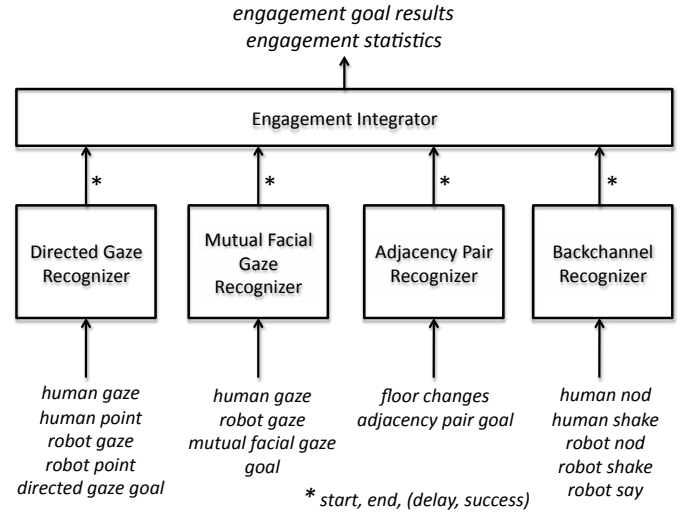 engagement goal results
engagement statistics
Engagement Integrator
*
*
*
*
Directed Gaze
Recognizer
Mutual Facial
Gaze
Recognizer
Adjacency Pair
Recognizer
Backchannel
Recognizer
human gaze
human point
robot gaze
robot point
directed gaze goal
human gaze
robot gaze
mutual facial gaze
goal
floor changes
adjacency pair goal
human nod
human shake
robot nod
robot shake
robot say
* start, end, (delay, success)